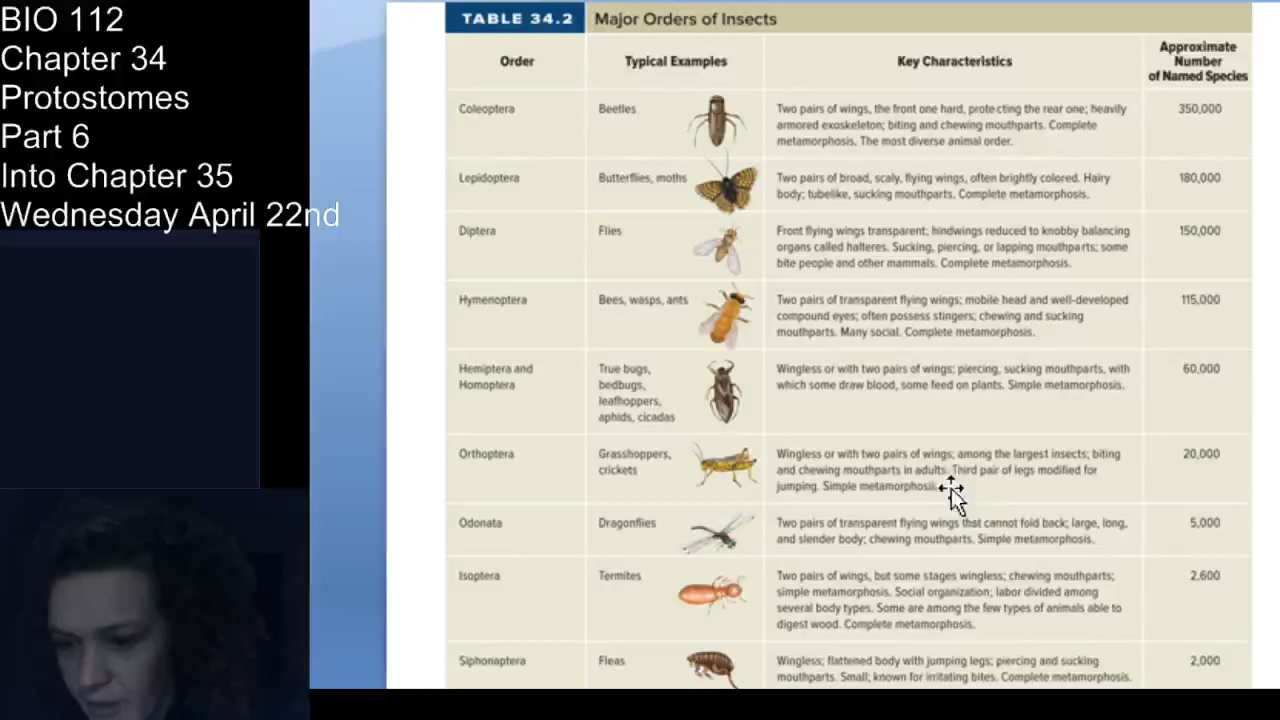 BIO 112
Chapter 34
Protostomes
Part 6
Into Chapter 35
Wednesday April 22nd
TABLE 34.2 Major Orders of Insects
Order Typical Examples Key Characteristics Approximate Number of Named Species
Coleoptera Beetles Two pairs of wings, the front one hard, protecting the rear one; heavily 350,000
armored exoskeleton; biting and chewing mouthparts. Complete
metamorphosis. The most diverse animal order.
Lepidoptera Butterflies, moths Two pairs of broad, scaly, flying wings, often brightly colored. Hairy 180,000
body; tubelike, sucking mouthparts. Complete metamorphosis.
Diptera Flies Front flying wings transparent; hindwings reduced to knobby balancing 150,000
organs called halteres. Sucking, piercing, or lapping mouthparts; some
bite people and other mammals. Complete metamorphosis.
Hymenoptera Bees, wasps, ants Two pairs of transparent flying wings; mobile head and well-developed 115,000
compound eyes; often possess stingers; chewing and sucking
mouthparts. Many social. Complete metamorphosis.
Hemiptera and True bugs, Wingless or with two pairs of wings; piercing, sucking mouthparts, with 60,000
Homoptera bedbugs, which some draw blood, some feed on plants. Simple metamorphosis.
leafhoppers,
aphids, cicadas
Orthoptera Grasshoppers, Wingless or with two pairs of wings; among the largest insects; biting 20,000
crickets and chewing mouthparts in adults. Third pair of legs modified for
jumping. Simple metamorphosis.
Odonata Dragonflies Two pairs of transparent flying wings that cannot fold back; large, long, 5,000
and slender body; chewing mouthparts. Simple metamorphosis.
Isoptera Termites Two pairs of wings, but some stages wingless; chewing mouthparts; 2,600
simple metamorphosis. Social organization; labor divided among
several body types. Some are among the few types of animals able to
digest wood. Complete metamorphosis.
Siphonaptera Fleas Wingless; flattened body with jumping legs; piercing and sucking 2,000
mouthparts. Small; known for irritating bites. Complete metamorphosis.